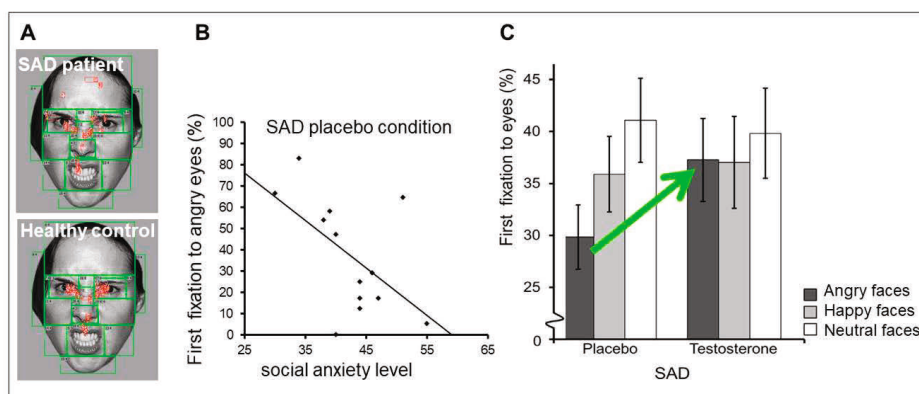 A
SAD patient
Healthy control
B
First fixation to angry eyes (%)
100
90
80
70
60
50
40
30
20
10
0
SAD placebo condition
25
35
45
55
65
social anxiety level
C
First fixation to eyes (%)
45
40
35
30
25
0
Placebo
Testosterone
SAD
Angry faces
Happy faces
Neutral faces